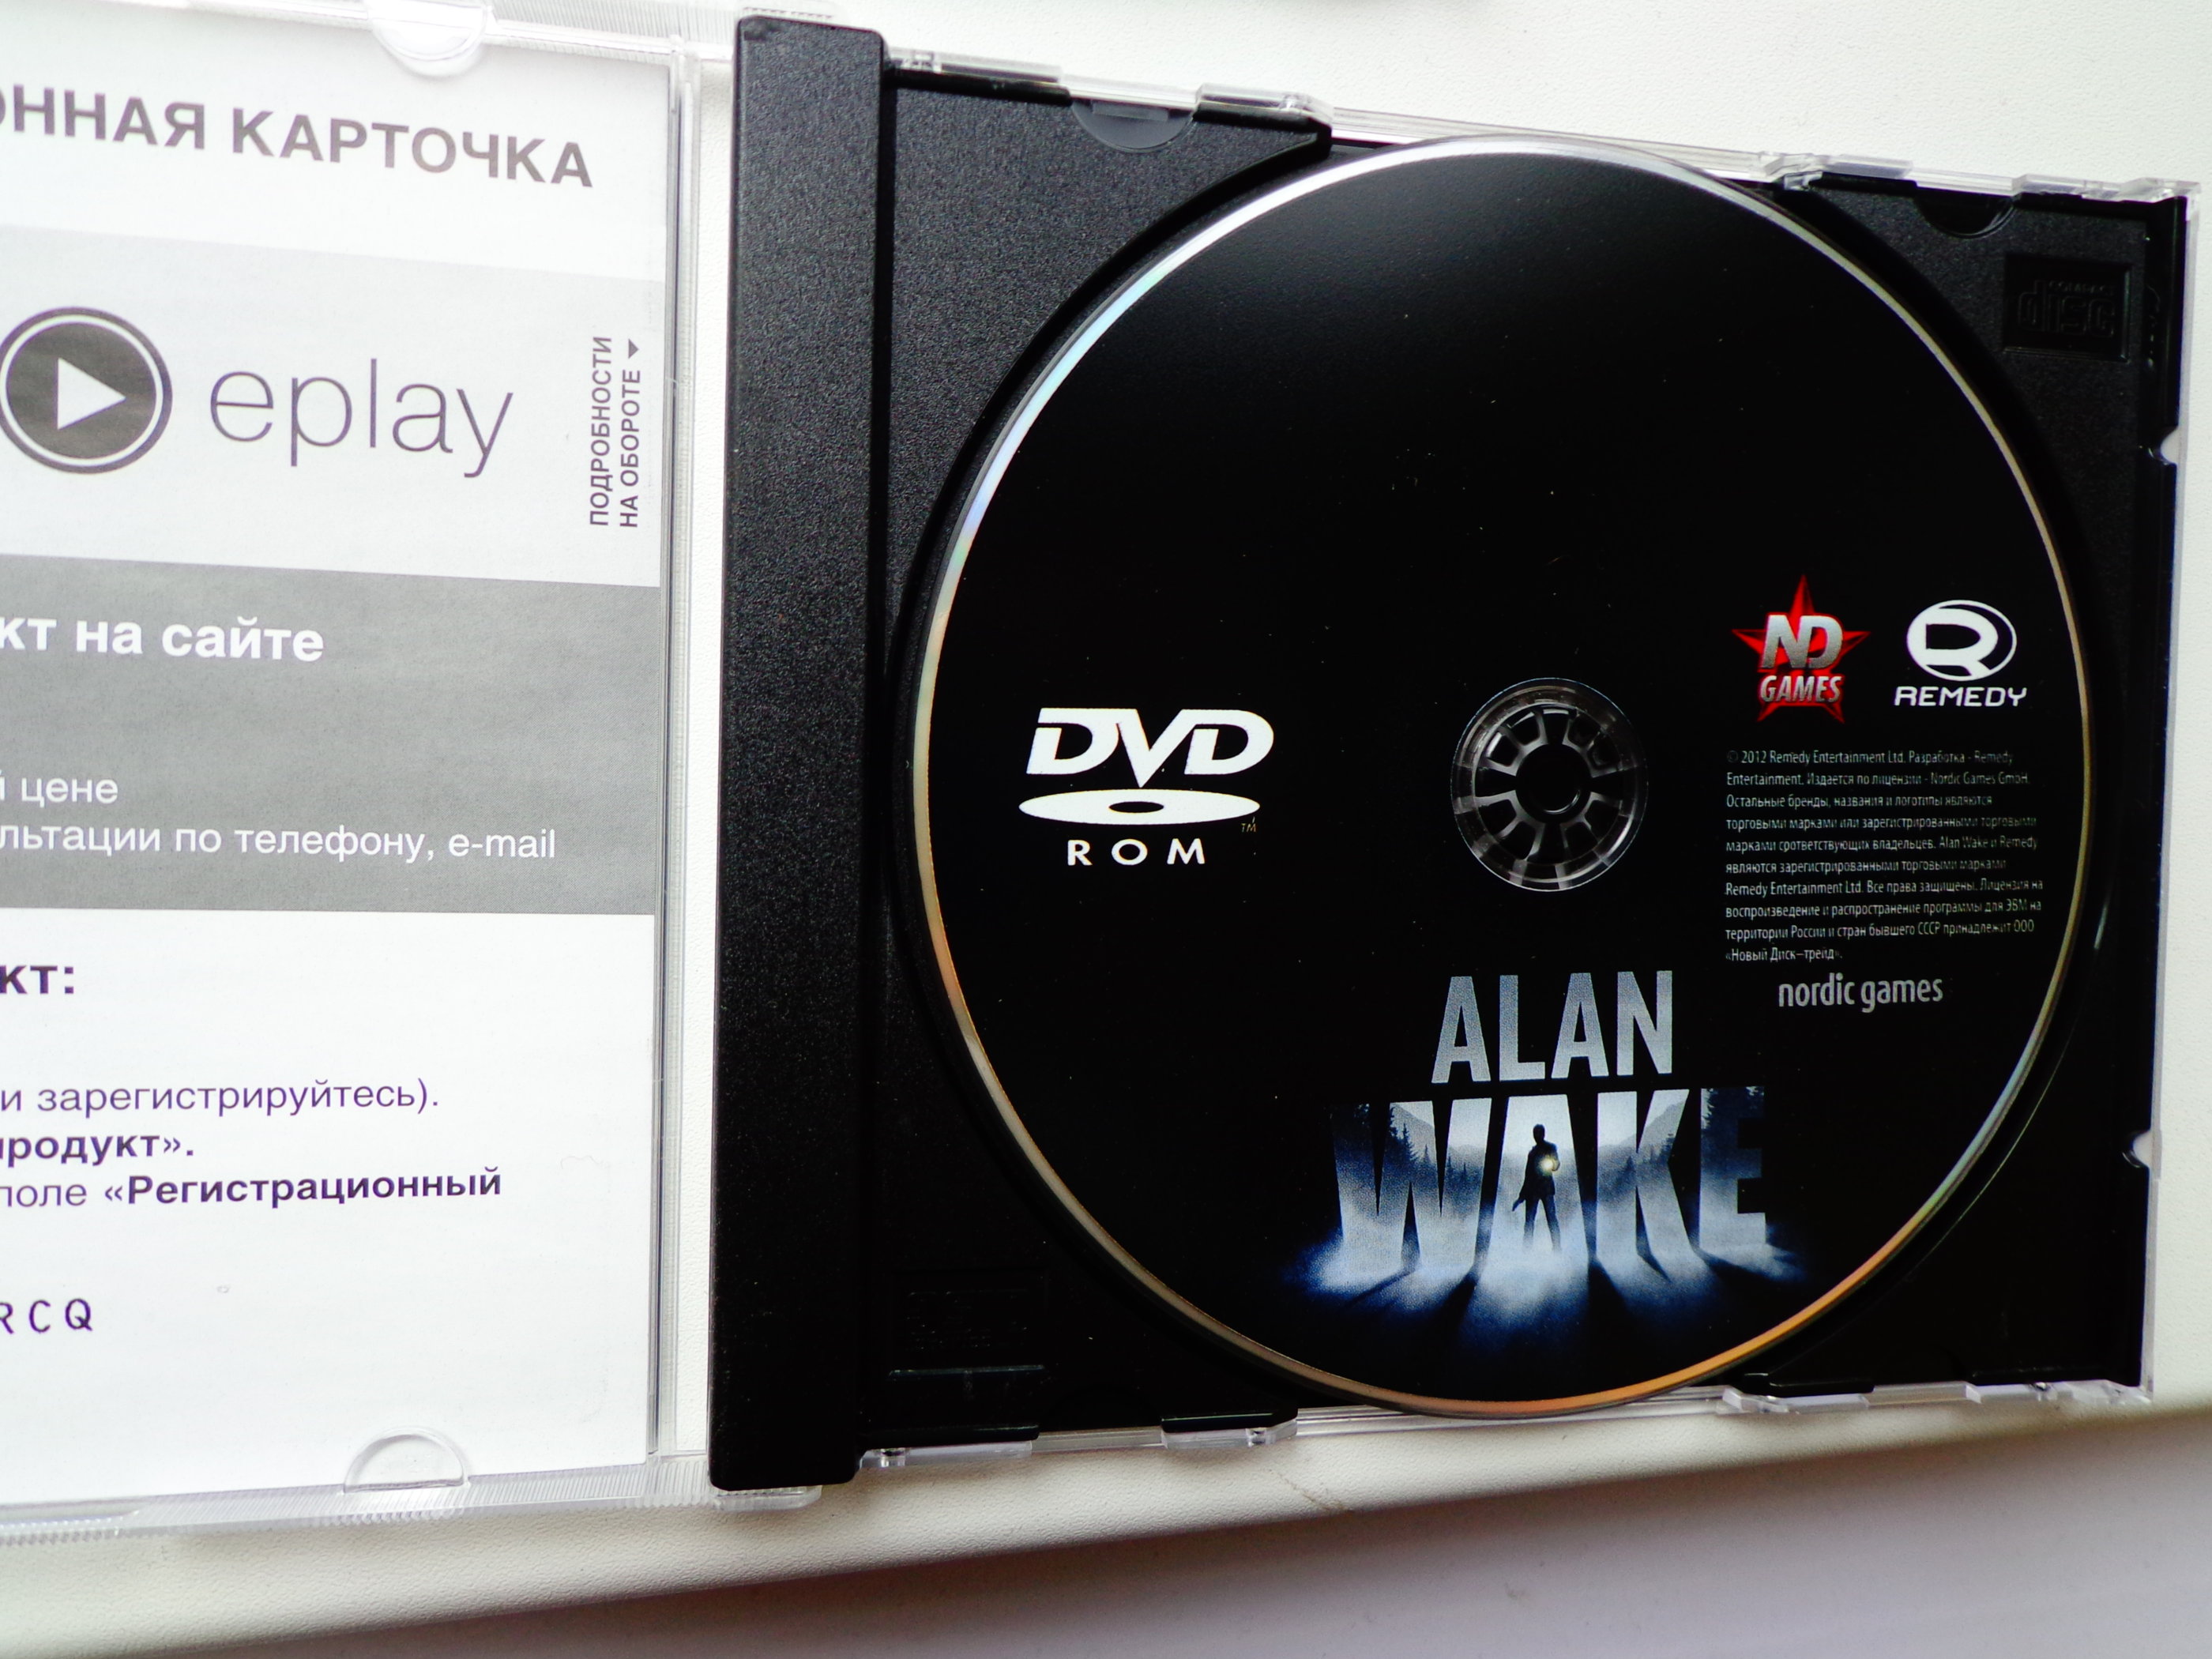 ОННАЯ КАРТОЧКА
eplay
ПОДРОБНОСТИ
НА ОБОРОТЕ
кт на сайте
й цене
льтации по телефону, e-mail
кт:
и зарегистрируйтесь).
продукт».
поле «Регистрационный
RCQ
COMPACT
disc
DVD
TM
ROM
ND
GAMES
REMEDY
© 2012 Remedy Entertainment Ltd. Разработка - Remedy
Entertainment. Издается по лицензии - Nordic Games GmbH.
Остальные бренды, названия и логотипы являются
торговыми марками или зарегистрированными торговыми
марками срответствующих владельцев. Alan Wake и Remedy
являются зарегистрированными торговыми марками
Remedy Entertainment Ltd. Все права защищены. Лицензия на
воспроизведение и распространение программы для ЭВМ на
территории России и стран бывшего СССР принадлежит ООО
«Новый Диск–трейд».
nordic games
ALAN
WAKE